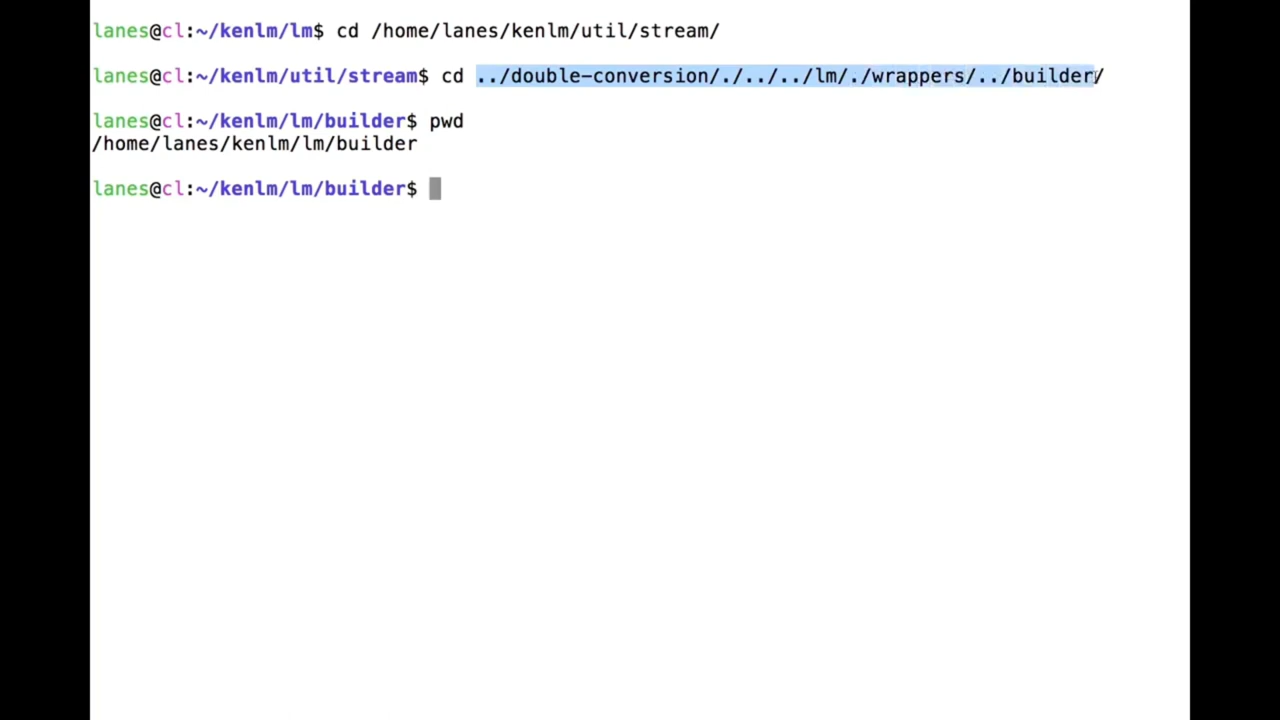 lanes@cl:~/kenlm/lm$ cd /home/lanes/kenlm/util/stream/
lanes@cl:~/kenlm/util/stream$ cd ../double-conversion/./../../lm/./wrappers/../builder/
lanes@cl:~/kenlm/lm/builder$ pwd
/home/lanes/kenlm/lm/builder
lanes@cl:~/kenlm/lm/builder$